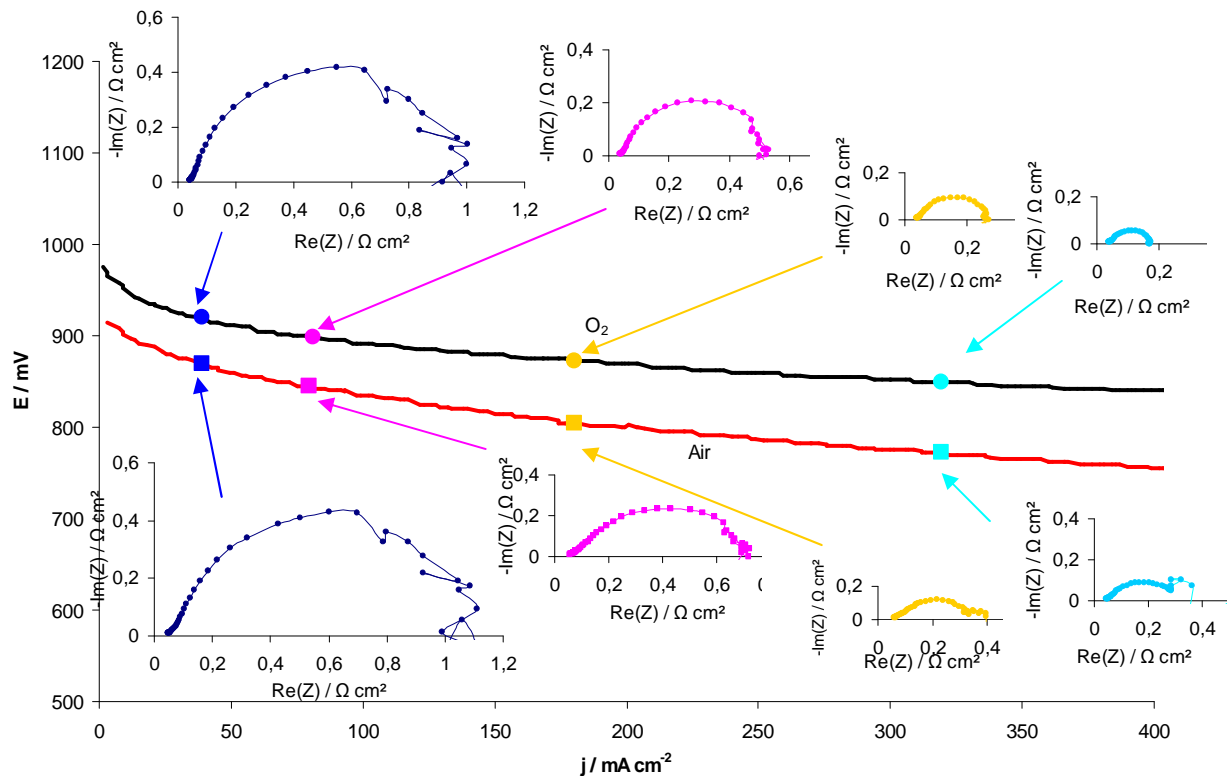 0,6
0,4
0,2
0
-Im(Z) / Ω cm²
0 0,2 0,4 0,6 0,8 1 1,2
Re(Z) / Ω cm²
0,4
0,2
0
-Im(Z) / Ω cm²
0 0,2 0,4 0,6
Re(Z) / Ω cm²
0,2
0
-Im(Z) / Ω cm²
0 0,2
Re(Z) / Ω cm²
0,2
0
-Im(Z) / Ω cm²
0 0,2
Re(Z) / Ω cm²
1200
1100
1000
900
800
700
600
500
E / mV
O₂
Air
0,6
0,4
0,2
0
-Im(Z) / Ω cm²
0 0,2 0,4 0,6 0,8 1 1,2
Re(Z) / Ω cm²
0,4
0,2
0
-Im(Z) / Ω cm²
0 0,2 0,4 0,6
Re(Z) / Ω cm²
0,2
0
-Im(Z) / Ω cm²
0 0,2 0,4
Re(Z) / Ω cm²
0,4
0,2
0
-Im(Z) / Ω cm²
0 0,2 0,4
Re(Z) / Ω cm²
0 50 100 150 200 250 300 350 400
j / mA cm⁻²